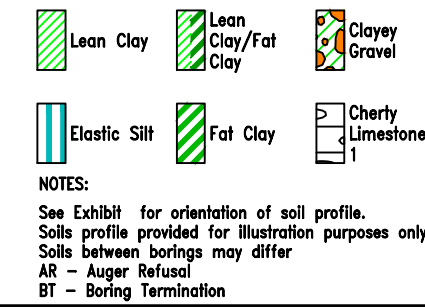 Lean Clay
Lean
Clay/Fat
Clay
Clayey
Gravel
Elastic Silt
Fat Clay
Cherty
Limestone
1
NOTES:
See Exhibit for orientation of soil profile.
Soils profile provided for illustration purposes only
Soils between borings may differ
AR - Auger Refusal
BT - Boring Termination